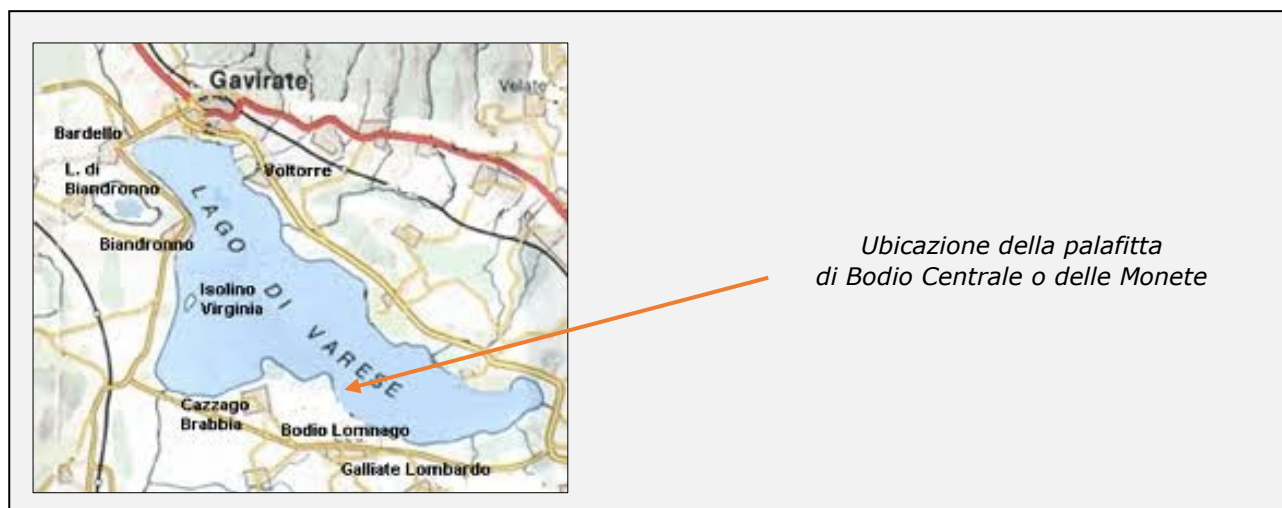 Gavirate
Velate
Bardello
L. di
Biandronno
Voltorre
LAGO DI VARESE
Biandronno
Isolino
Virginia
Cazzago
Brabbia
Bodio Lomnago
Galliate Lombardo
Ubicazione della palafitta
di Bodio Centrale o delle Monete